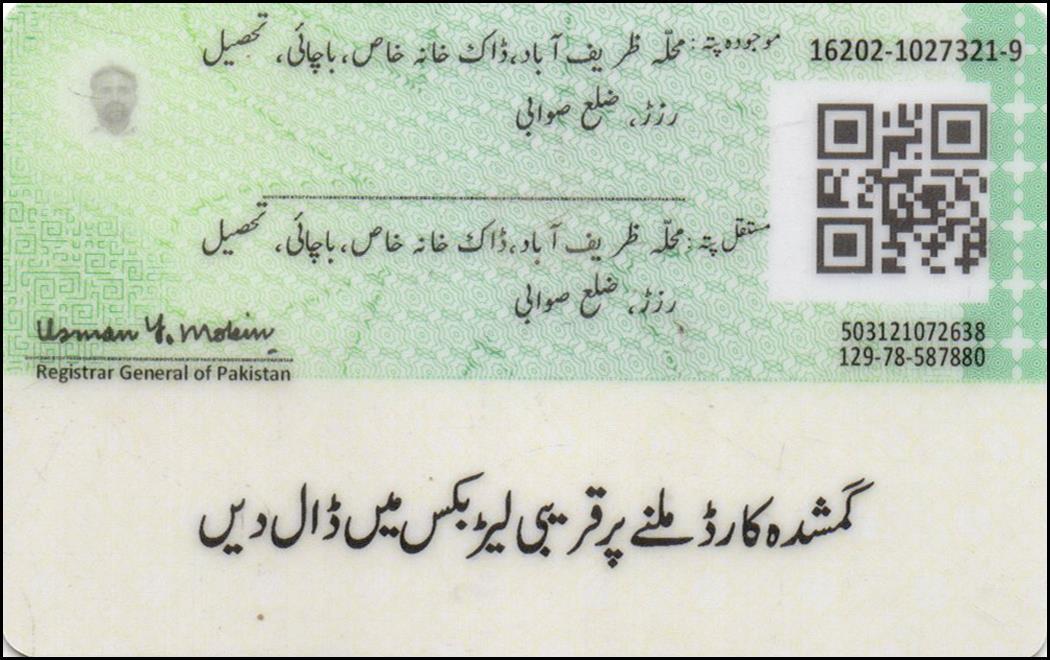 16202-1027321-9
موجودہ پتہ: محلّہ ظریف آباد، ڈاک خانہ خاص، باچائی، تحصیل
رزڑ، ضلع صوابی
مستقل پتہ: محلّہ ظریف آباد، ڈاک خانہ خاص، باچائی، تحصیل
رزڑ، ضلع صوابی
Usman Y. Mobin
Registrar General of Pakistan
503121072638
129-78-587880
گمشدہ کارڈ ملنے پر قریبی لیٹر بکس میں ڈال دیں